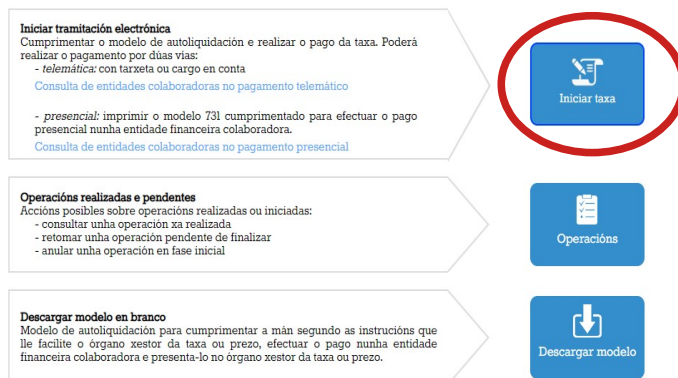 Iniciar tramitación electrónica
Cumprimentar o modelo de autoliquidación e realizar o pago da taxa. Poderá
realizar o pagamento por dúas vías:
- telemática: con tarxeta ou cargo en conta
Consulta de entidades colaboradoras no pagamento telemático
- presencial: imprimir o modelo 731 cumprimentado para efectuar o pago
presencial nunha entidade financeira colaboradora.
Consulta de entidades colaboradoras no pagamento presencial
Iniciar taxa
Operacións realizadas e pendentes
Accións posibles sobre operacións realizadas ou iniciadas:
- consultar unha operación xa realizada
- retomar unha operación pendente de finalizar
- anular unha operación en fase inicial
Operacións
Descargar modelo en branco
Modelo de autoliquidación para cumprimentar a mán segundo as instrucións que
lle facilite o órgano xestor da taxa ou prezo, efectuar o pago nunha entidade
financeira colaboradora e presenta-lo no órgano xestor da taxa ou prezo.
Descargar modelo